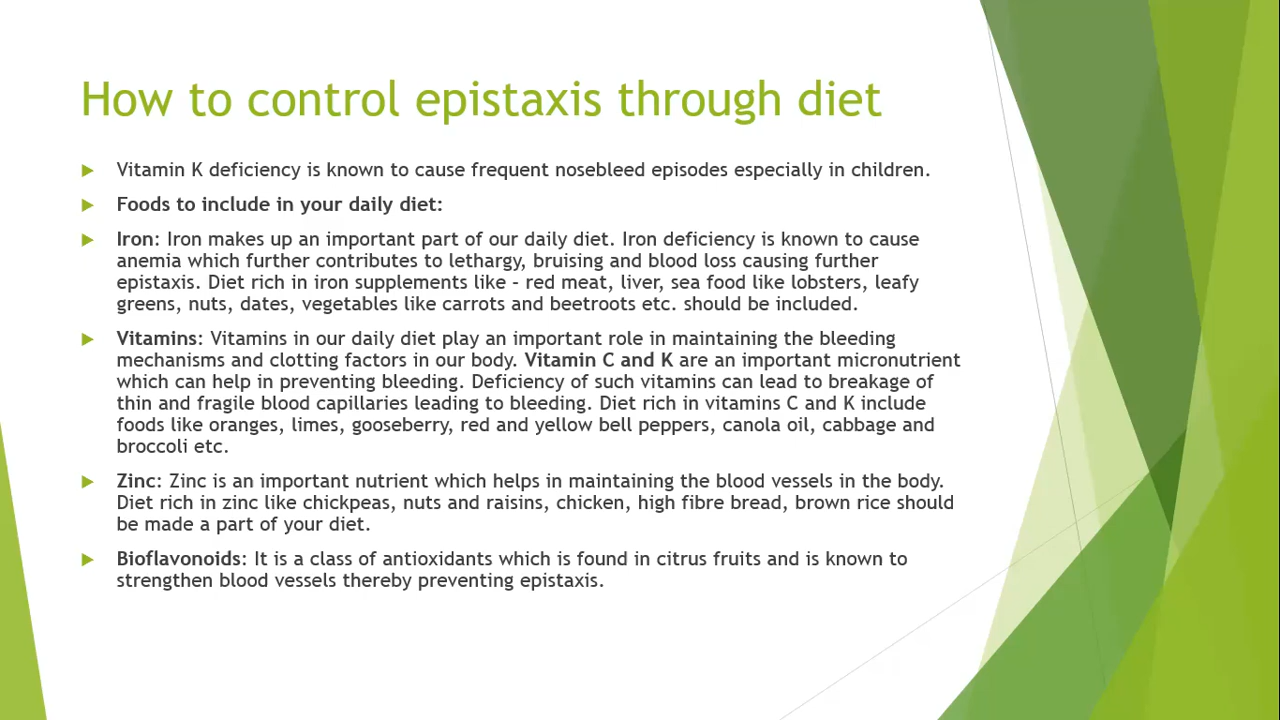 How to control epistaxis through diet
Vitamin K deficiency is known to cause frequent nosebleed episodes especially in children.
Foods to include in your daily diet:
Iron: Iron makes up an important part of our daily diet. Iron deficiency is known to cause
anemia which further contributes to lethargy, bruising and blood loss causing further
epistaxis. Diet rich in iron supplements like – red meat, liver, sea food like lobsters, leafy
greens, nuts, dates, vegetables like carrots and beetroots etc. should be included.
Vitamins: Vitamins in our daily diet play an important role in maintaining the bleeding
mechanisms and clotting factors in our body. Vitamin C and K are an important micronutrient
which can help in preventing bleeding. Deficiency of such vitamins can lead to breakage of
thin and fragile blood capillaries leading to bleeding. Diet rich in vitamins C and K include
foods like oranges, limes, gooseberry, red and yellow bell peppers, canola oil, cabbage and
broccoli etc.
Zinc: Zinc is an important nutrient which helps in maintaining the blood vessels in the body.
Diet rich in zinc like chickpeas, nuts and raisins, chicken, high fibre bread, brown rice should
be made a part of your diet.
Bioflavonoids: It is a class of antioxidants which is found in citrus fruits and is known to
strengthen blood vessels thereby preventing epistaxis.